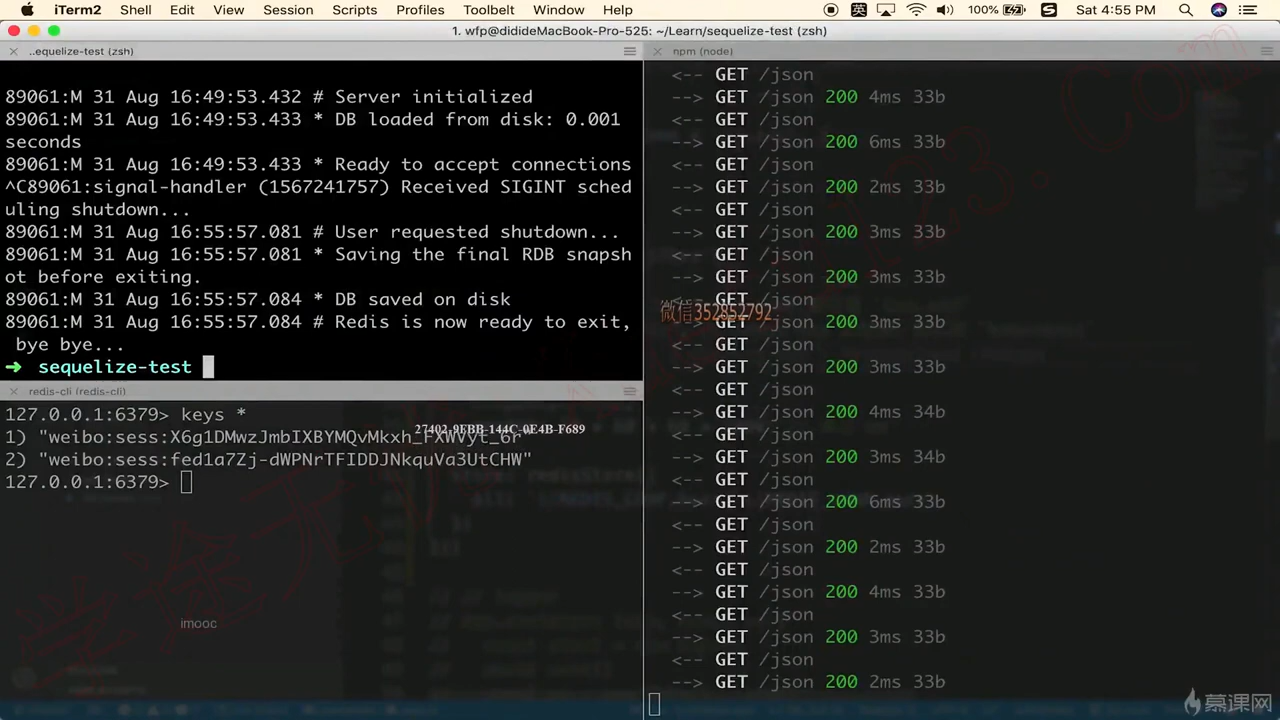 iTerm2 Shell Edit View Session Scripts Profiles Toolbelt Window Help 英 100% Sat 4:55 PM
1. wfp@dideMacBook-Pro-525: ~/Learn/sequelize-test (zsh)
..equelize-test (zsh)
89061:M 31 Aug 16:49:53.432 # Server initialized
89061:M 31 Aug 16:49:53.433 * DB loaded from disk: 0.001
seconds
89061:M 31 Aug 16:49:53.433 * Ready to accept connections
^C89061:signal-handler (1567241757) Received SIGINT sched
uling shutdown...
89061:M 31 Aug 16:55:57.081 # User requested shutdown...
89061:M 31 Aug 16:55:57.081 * Saving the final RDB snapsh
ot before exiting.
89061:M 31 Aug 16:55:57.084 * DB saved on disk
89061:M 31 Aug 16:55:57.084 # Redis is now ready to exit,
bye bye...
➜ sequelize-test
redis-cli (redis-cli)
127.0.0.1:6379> keys *
1) "weibo:sess:X6g1DMwzJmbIXBYMQvMkxh_FXWVyt_6r"
27402-9EBB-144C-0E4B-F689
2) "weibo:sess:fed1a7Zj-dWPNrTFIDDJNkquVa3UtCHW"
127.0.0.1:6379>
imooc
npm (node)
<-- GET /json
--> GET /json 200 4ms 33b
<-- GET /json
--> GET /json 200 6ms 33b
<-- GET /json
--> GET /json 200 2ms 33b
<-- GET /json
--> GET /json 200 3ms 33b
<-- GET /json
--> GET /json 200 3ms 33b
<-- GET /json
微信352852792
--> GET /json 200 3ms 33b
<-- GET /json
--> GET /json 200 3ms 33b
<-- GET /json
--> GET /json 200 4ms 34b
<-- GET /json
--> GET /json 200 3ms 34b
<-- GET /json
--> GET /json 200 6ms 33b
<-- GET /json
--> GET /json 200 2ms 33b
<-- GET /json
--> GET /json 200 4ms 33b
<-- GET /json
--> GET /json 200 3ms 33b
<-- GET /json
--> GET /json 200 2ms 33b
慕课网